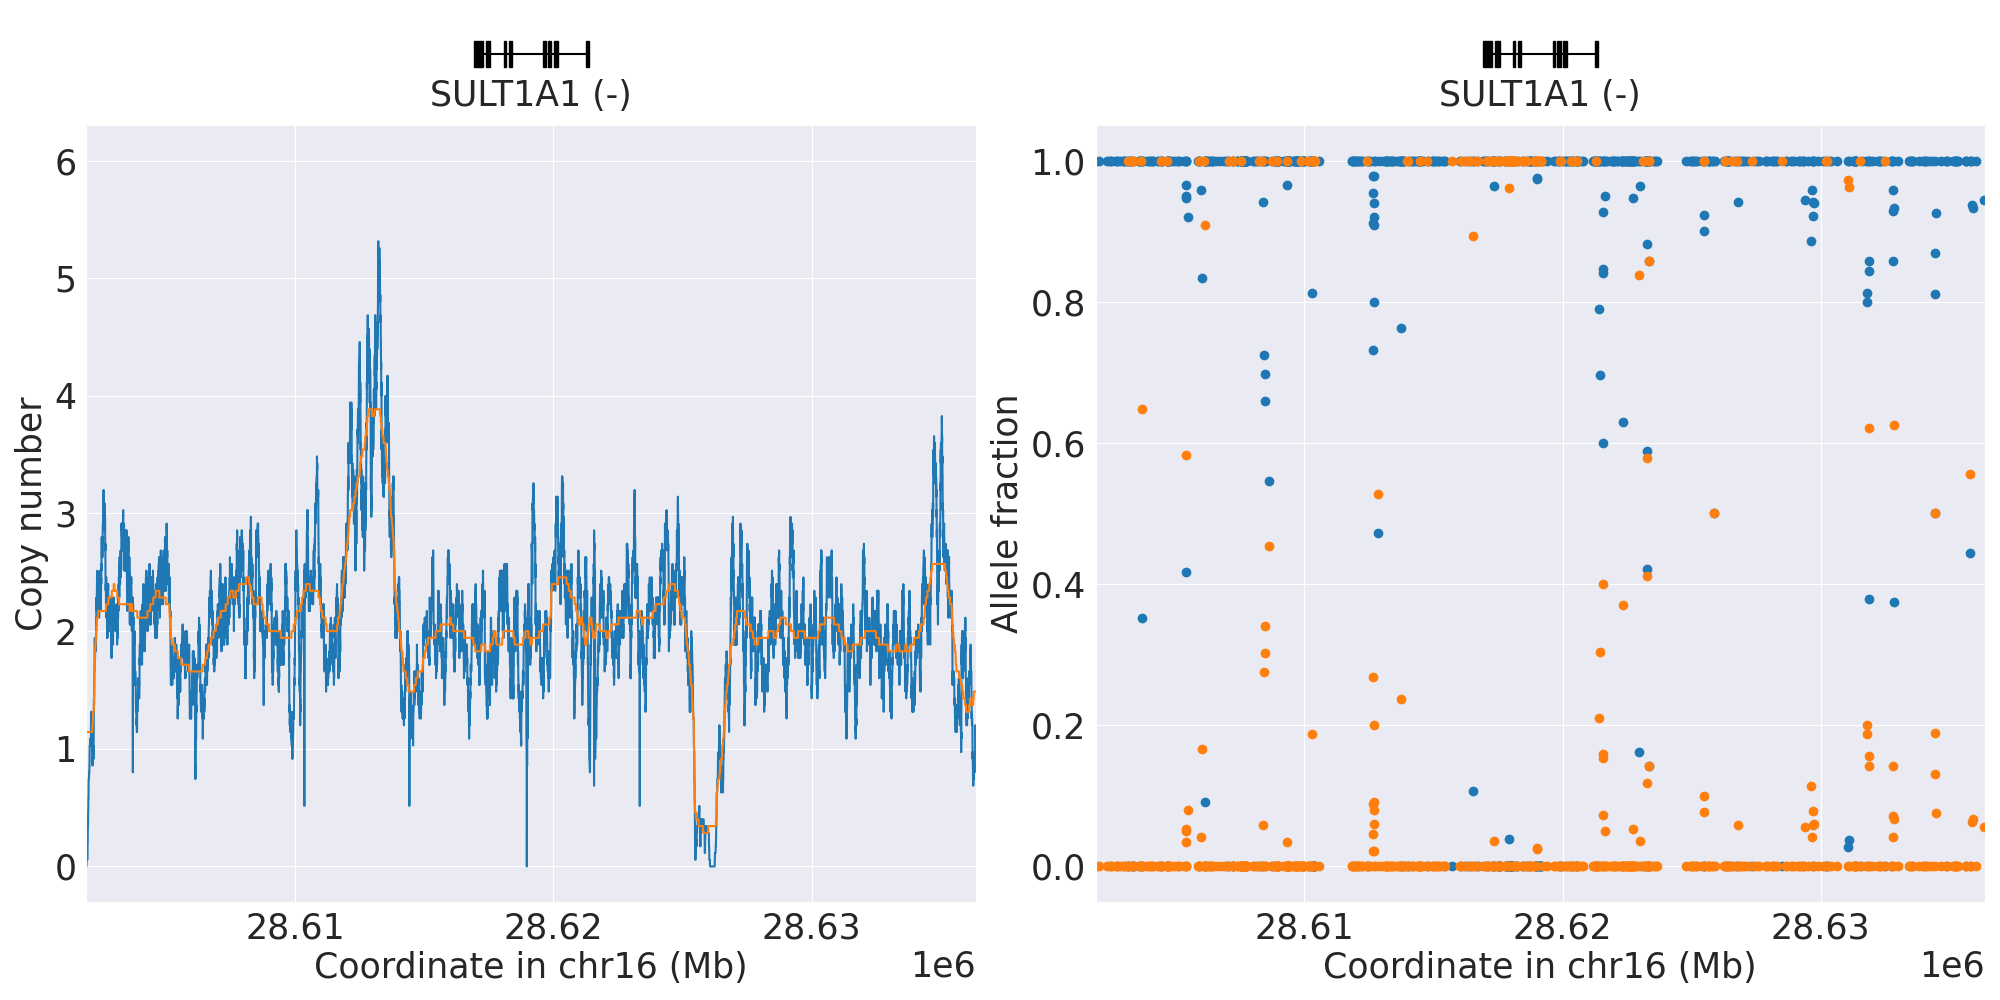 SULT1A1 (-)
6
5
4
3
2
1
0
Copy number
28.61
28.62
28.63
Coordinate in chr16 (Mb)
1e6
SULT1A1 (-)
1.0
0.8
0.6
0.4
0.2
0.0
Allele fraction
28.61
28.62
28.63
Coordinate in chr16 (Mb)
1e6